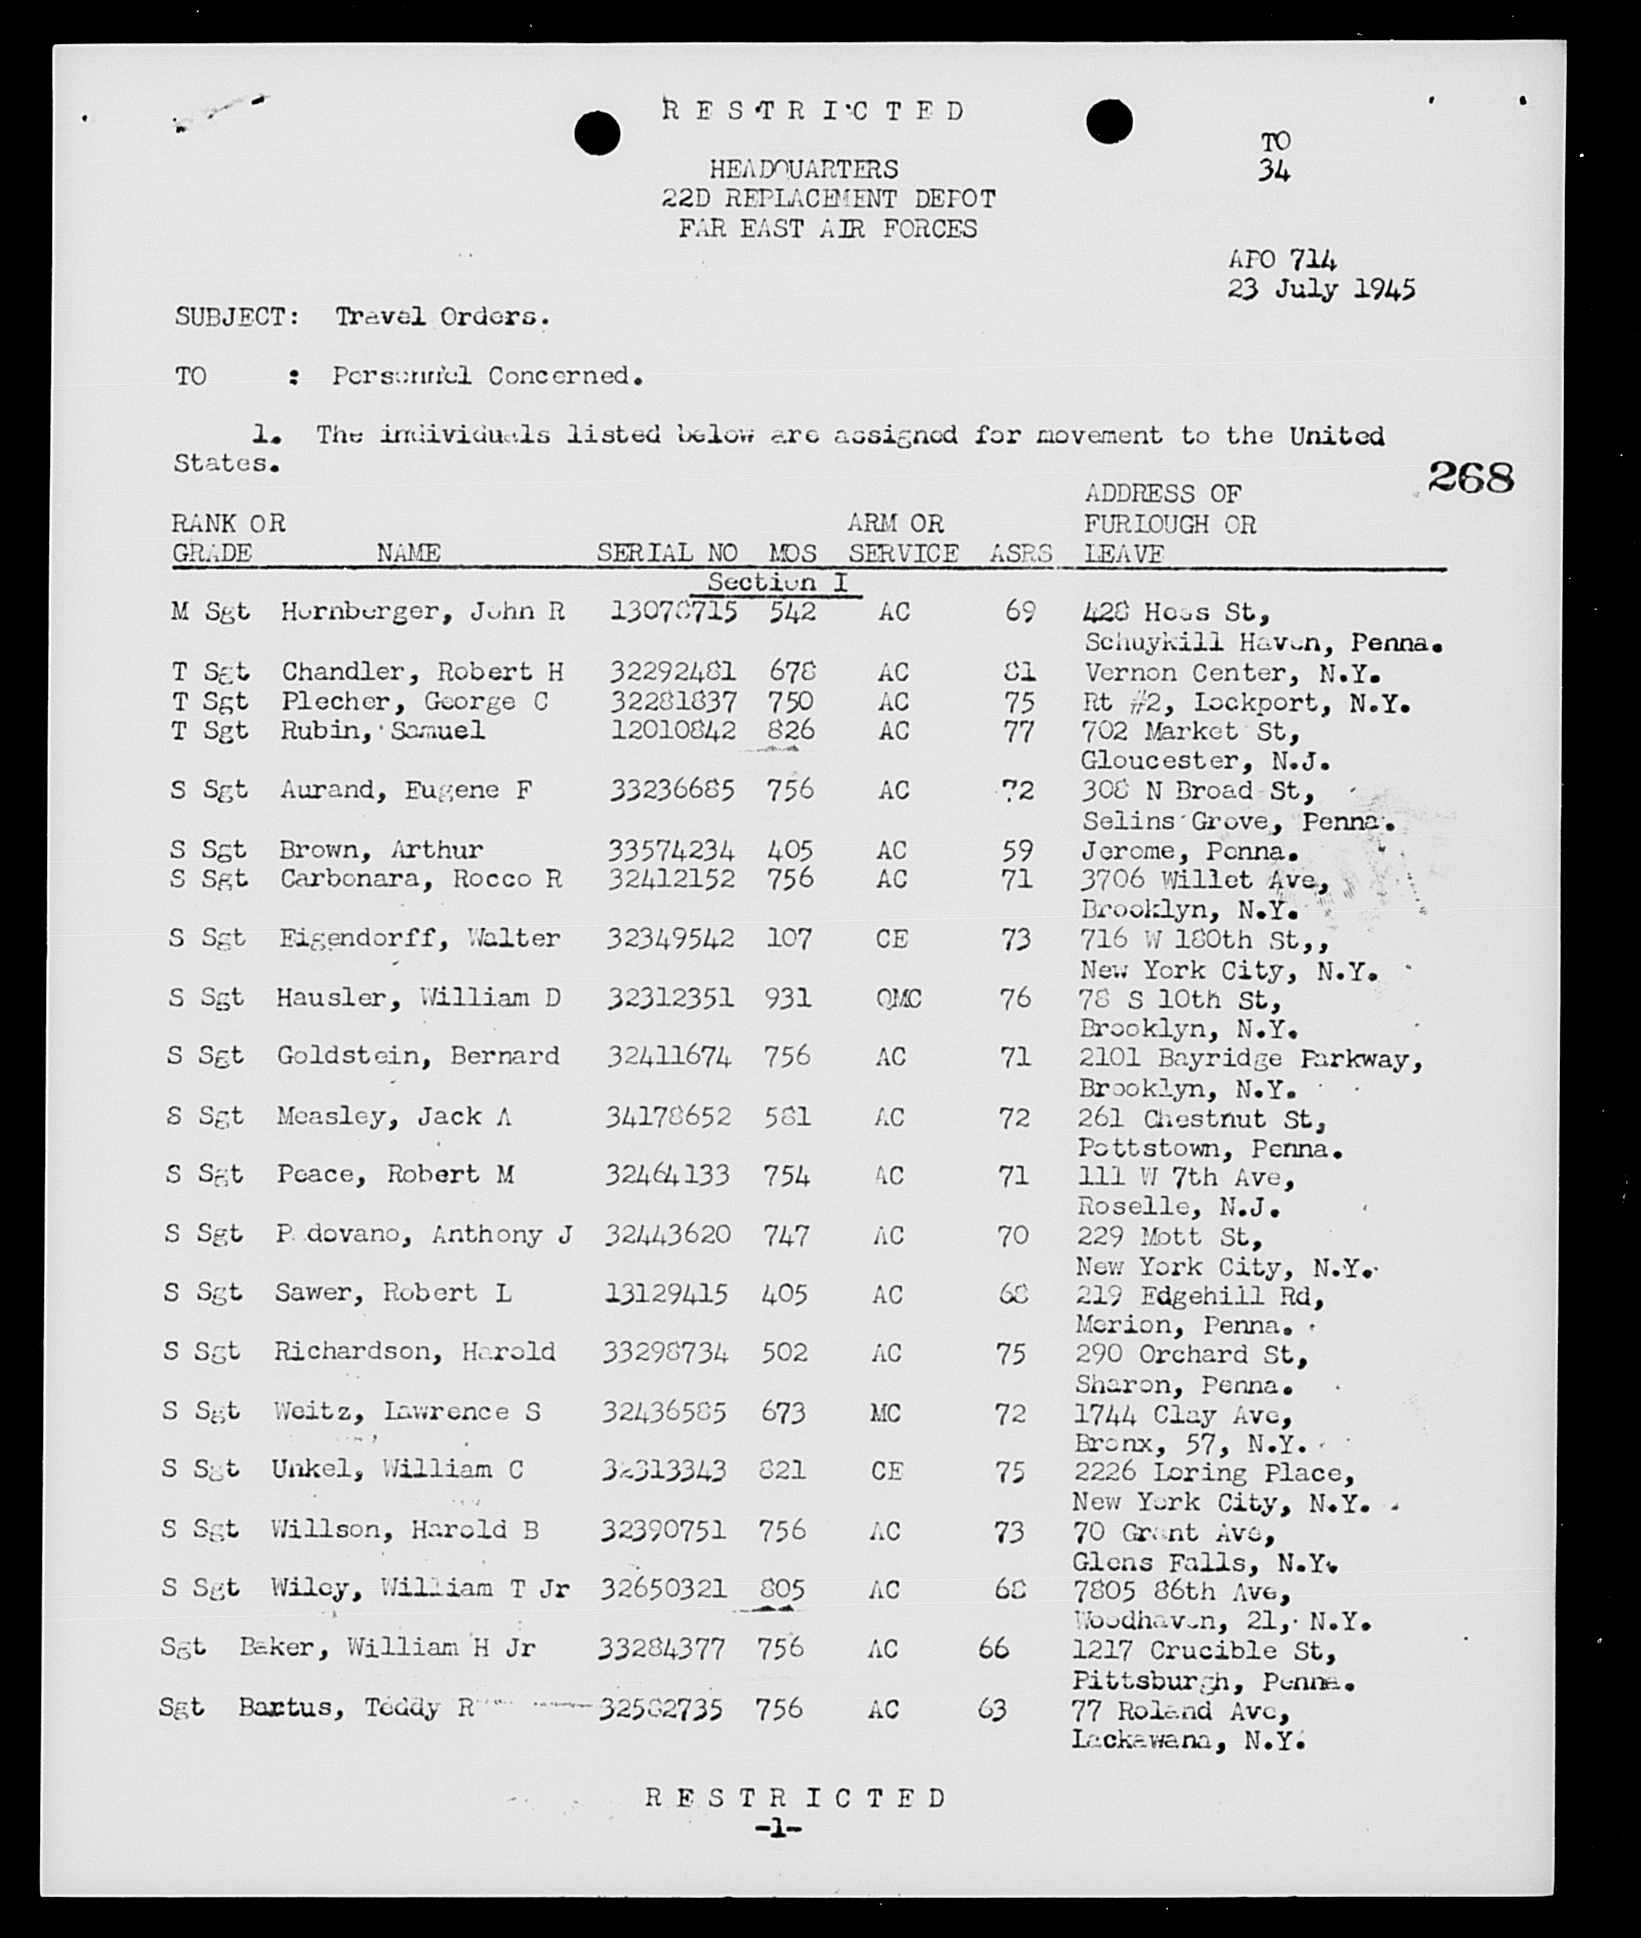 R E S T R I C T E D
TO
34
HEADQUARTERS
22D REPLACEMENT DEPOT
FAR EAST AIR FORCES
APO 714
23 July 1945
SUBJECT: Travel Orders.
TO : Personnel Concerned.
1. The individuals listed below are assigned for movement to the United
States.
268
ADDRESS OF
RANK OR ARM OR FURLOUGH OR
GRADE NAME SERIAL NO MOS SERVICE ASRS LEAVE
Section I
M Sgt Hornberger, John R 13078715 542 AC 69 428 Hess St,
Schuykill Haven, Penna.
T Sgt Chandler, Robert H 32292481 678 AC 81 Vernon Center, N.Y.
T Sgt Plecher, George C 32281837 750 AC 75 Rt #2, Lockport, N.Y.
T Sgt Rubin, Samuel 12010842 826 AC 77 702 Market St,
Gloucester, N.J.
S Sgt Aurand, Eugene F 33236685 756 AC 72 308 N Broad St,
Selins Grove, Penna.
S Sgt Brown, Arthur 33574234 405 AC 59 Jerome, Penna.
S Sgt Carbonara, Rocco R 32412152 756 AC 71 3706 Willet Ave,
Brooklyn, N.Y.
S Sgt Eigendorff, Walter 32349542 107 CE 73 716 W 180th St,,
New York City, N.Y.
S Sgt Hausler, William D 32312351 931 QMC 76 78 S 10th St,
Brooklyn, N.Y.
S Sgt Goldstein, Bernard 32411674 756 AC 71 2101 Bayridge Parkway,
Brooklyn, N.Y.
S Sgt Measley, Jack A 34178652 581 AC 72 261 Chestnut St,
Pottstown, Penna.
S Sgt Peace, Robert M 32464133 754 AC 71 111 W 7th Ave,
Roselle, N.J.
S Sgt Padovano, Anthony J 32443620 747 AC 70 229 Mott St,
New York City, N.Y.
S Sgt Sawer, Robert L 13129415 405 AC 68 219 Edgehill Rd,
Merion, Penna.
S Sgt Richardson, Harold 33298734 502 AC 75 290 Orchard St,
Sharon, Penna.
S Sgt Weitz, Lawrence S 32436585 673 MC 72 1744 Clay Ave,
Bronx, 57, N.Y.
S Sgt Unkel, William C 32313343 821 CE 75 2226 Loring Place,
New York City, N.Y.
S Sgt Willson, Harold B 32390751 756 AC 73 70 Grant Ave,
Glens Falls, N.Y.
S Sgt Wiley, William T Jr 32650321 805 AC 68 7805 86th Ave,
Woodhaven, 21, N.Y.
Sgt Baker, William H Jr 33284377 756 AC 66 1217 Crucible St,
Pittsburgh, Penna.
Sgt Bartus, Teddy R 32582735 756 AC 63 77 Roland Ave,
Lackawana, N.Y.
R E S T R I C T E D
-1-